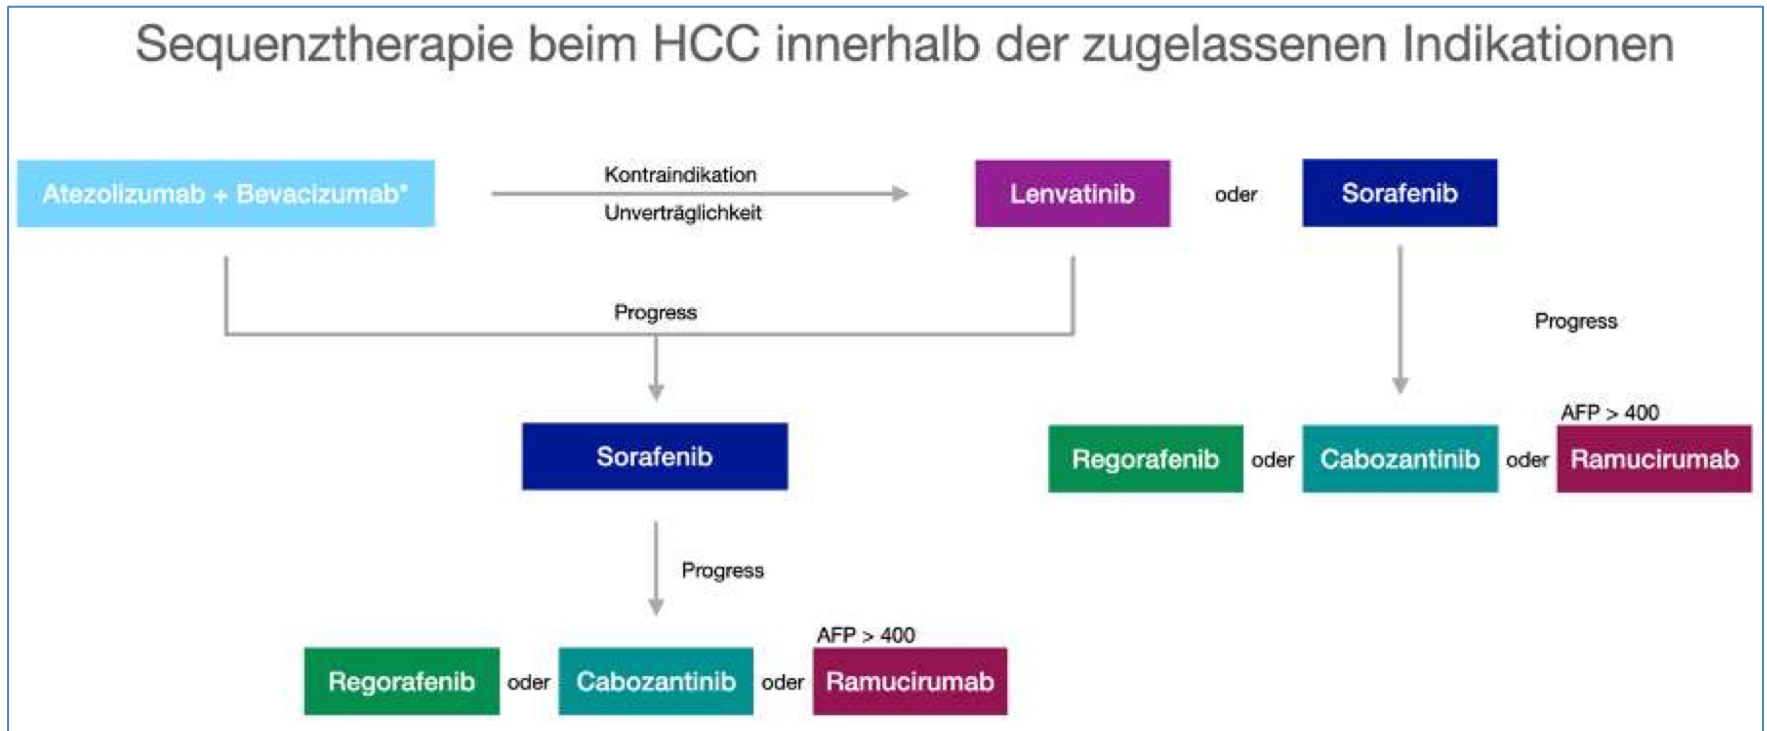 Sequenztherapie beim HCC innerhalb der zugelassenen Indikationen
Atezolizumab + Bevacizumab*
Kontraindikation
Unverträglichkeit
Lenvatinib
oder
Sorafenib
Progress
Progress
Sorafenib
AFP > 400
Regorafenib oder Cabozantinib oder Ramucirumab
Progress
AFP > 400
Regorafenib oder Cabozantinib oder Ramucirumab